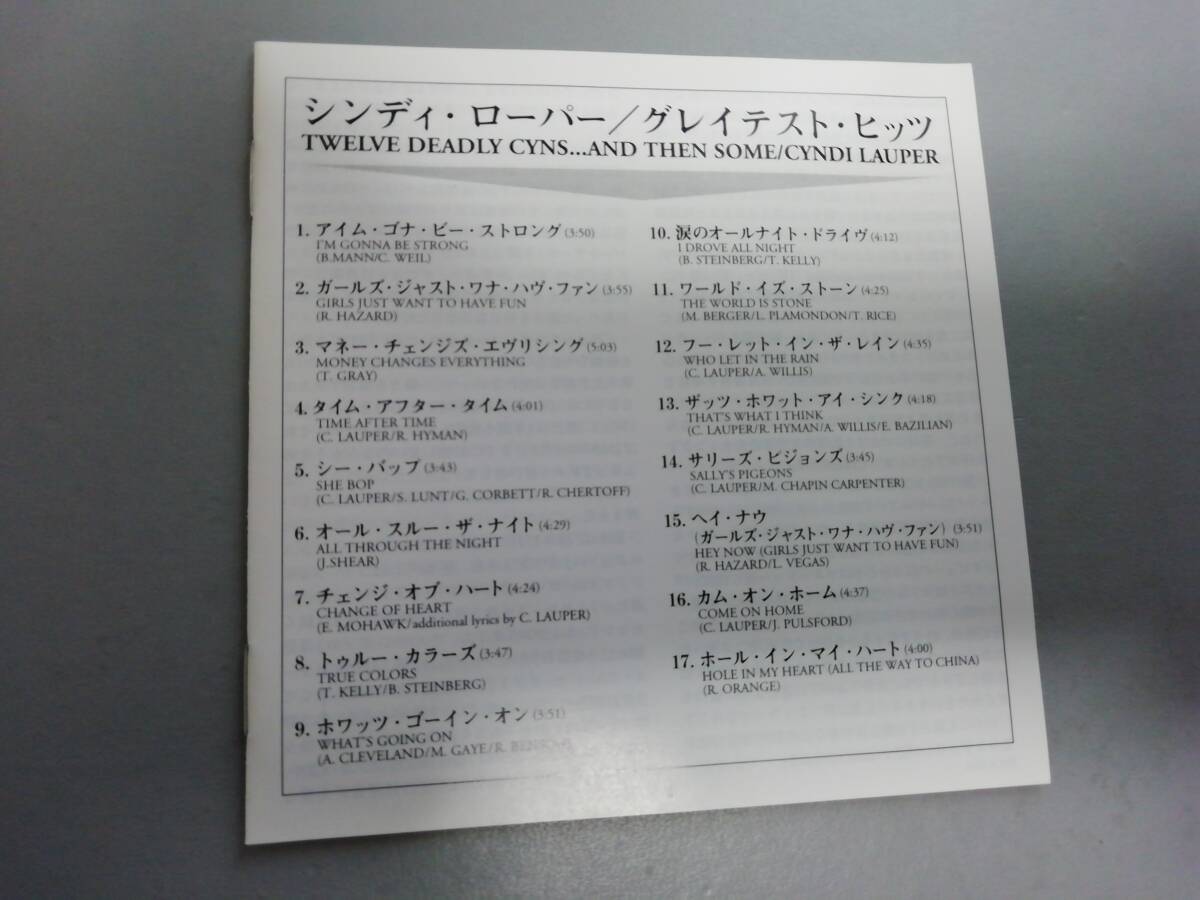 シンディ・ローパー／グレイテスト・ヒッツ
TWELVE DEADLY CYNS...AND THEN SOME/CYNDI LAUPER
1. アイム・ゴナ・ビー・ストロング (3:50)
I'M GONNA BE STRONG
(B.MANN/C. WEIL)
2. ガールズ・ジャスト・ワナ・ハヴ・ファン (3:55)
GIRLS JUST WANT TO HAVE FUN
(R. HAZARD)
3. マネー・チェンジズ・エヴリシング (5:03)
MONEY CHANGES EVERYTHING
(T. GRAY)
4. タイム・アフター・タイム (4:01)
TIME AFTER TIME
(C. LAUPER/R. HYMAN)
5. シー・バップ (3:43)
SHE BOP
(C. LAUPER/S. LUNT/G. CORBETT/R. CHERTOFF)
6. オール・スルー・ザ・ナイト (4:29)
ALL THROUGH THE NIGHT
(J.SHEAR)
7. チェンジ・オブ・ハート (4:24)
CHANGE OF HEART
(E. MOHAWK/additional lyrics by C. LAUPER)
8. トゥルー・カラーズ (3:47)
TRUE COLORS
(T. KELLY/B. STEINBERG)
9. ホワッツ・ゴーイン・オン (3:51)
WHAT'S GOING ON
(A. CLEVELAND/M. GAYE/R. BENSON)
10. 涙のオールナイト・ドライヴ (4:12)
I DROVE ALL NIGHT
(B. STEINBERG/T. KELLY)
11. ワールド・イズ・ストーン (4:25)
THE WORLD IS STONE
(M. BERGER/L. PLAMONDON/T. RICE)
12. フー・レット・イン・ザ・レイン (4:35)
WHO LET IN THE RAIN
(C. LAUPER/A. WILLIS)
13. ザッツ・ホワット・アイ・シンク (4:18)
THAT'S WHAT I THINK
(C. LAUPER/R. HYMAN/A. WILLIS/E. BAZILIAN)
14. サリーズ・ピジョンズ (3:45)
SALLY'S PIGEONS
(C. LAUPER/M. CHAPIN CARPENTER)
15. ヘイ・ナウ
(ガールズ・ジャスト・ワナ・ハヴ・ファン) (3:51)
HEY NOW (GIRLS JUST WANT TO HAVE FUN)
(R. HAZARD/L. VEGAS)
16. カム・オン・ホーム (4:37)
COME ON HOME
(C. LAUPER/J. PULSFORD)
17. ホール・イン・マイ・ハート (4:00)
HOLE IN MY HEART (ALL THE WAY TO CHINA)
(R. ORANGE)